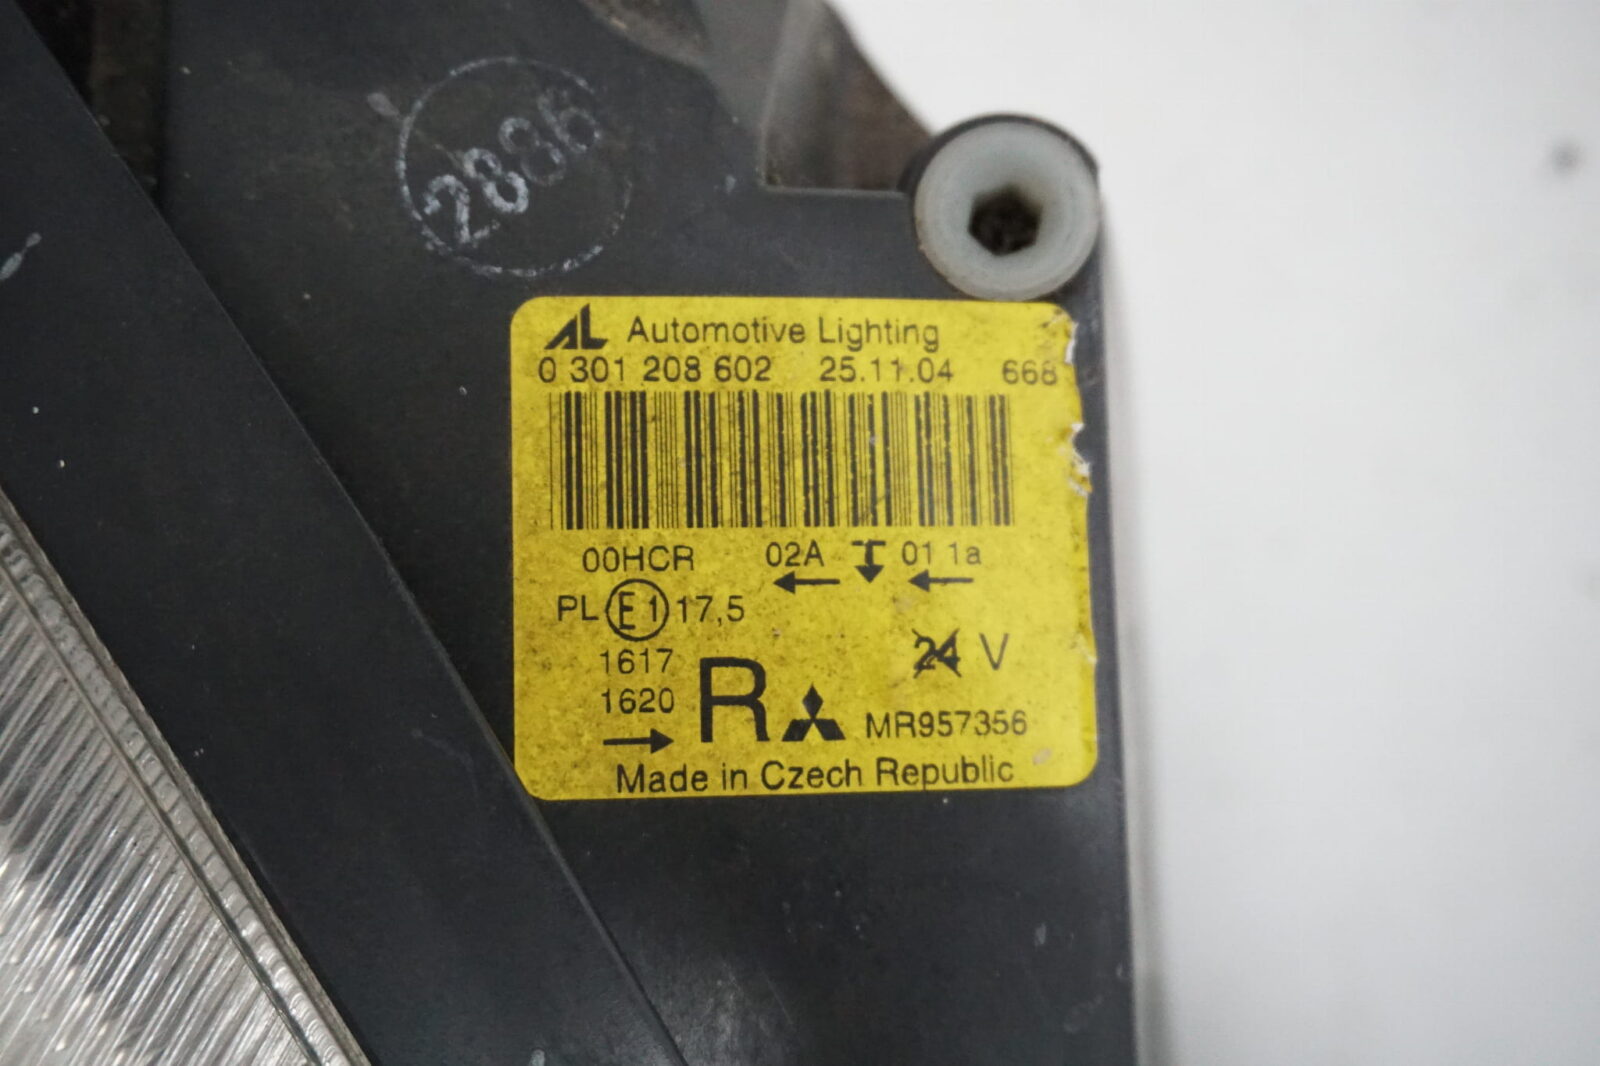 2886
AL Automotive Lighting
0 301 208 602 25.11.04 668
00HCR 02A 01 1a
PL E1 17,5
24 V
1617
1620
R MR957356
Made in Czech Republic